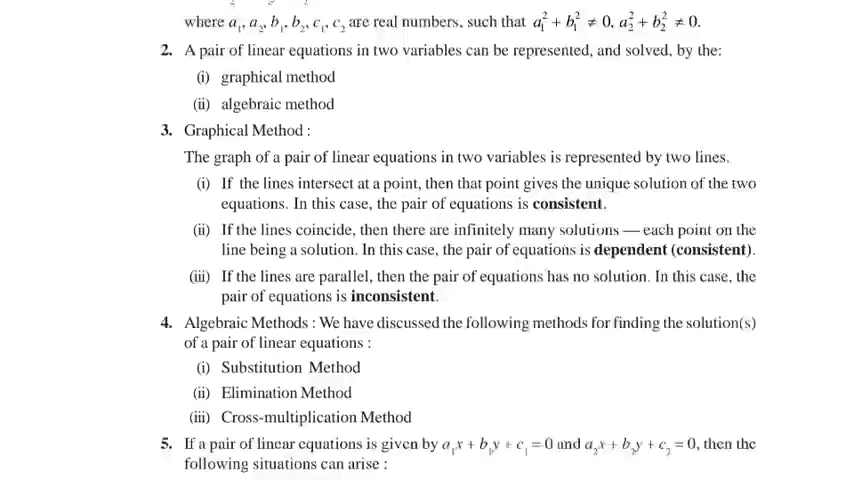 where a₁, a₂, b₁, b₂, c₁, c₂ are real numbers, such that a₁² + b₁² ≠ 0, a₂² + b₂² ≠ 0.
2. A pair of linear equations in two variables can be represented, and solved, by the:
(i) graphical method
(ii) algebraic method
3. Graphical Method :
The graph of a pair of linear equations in two variables is represented by two lines.
(i) If the lines intersect at a point, then that point gives the unique solution of the two
equations. In this case, the pair of equations is consistent.
(ii) If the lines coincide, then there are infinitely many solutions — each point on the
line being a solution. In this case, the pair of equations is dependent (consistent).
(iii) If the lines are parallel, then the pair of equations has no solution. In this case, the
pair of equations is inconsistent.
4. Algebraic Methods : We have discussed the following methods for finding the solution(s)
of a pair of linear equations :
(i) Substitution Method
(ii) Elimination Method
(iii) Cross-multiplication Method
5. If a pair of linear equations is given by a₁x + b₁y + c₁ = 0 and a₂x + b₂y + c₂ = 0, then the
following situations can arise :